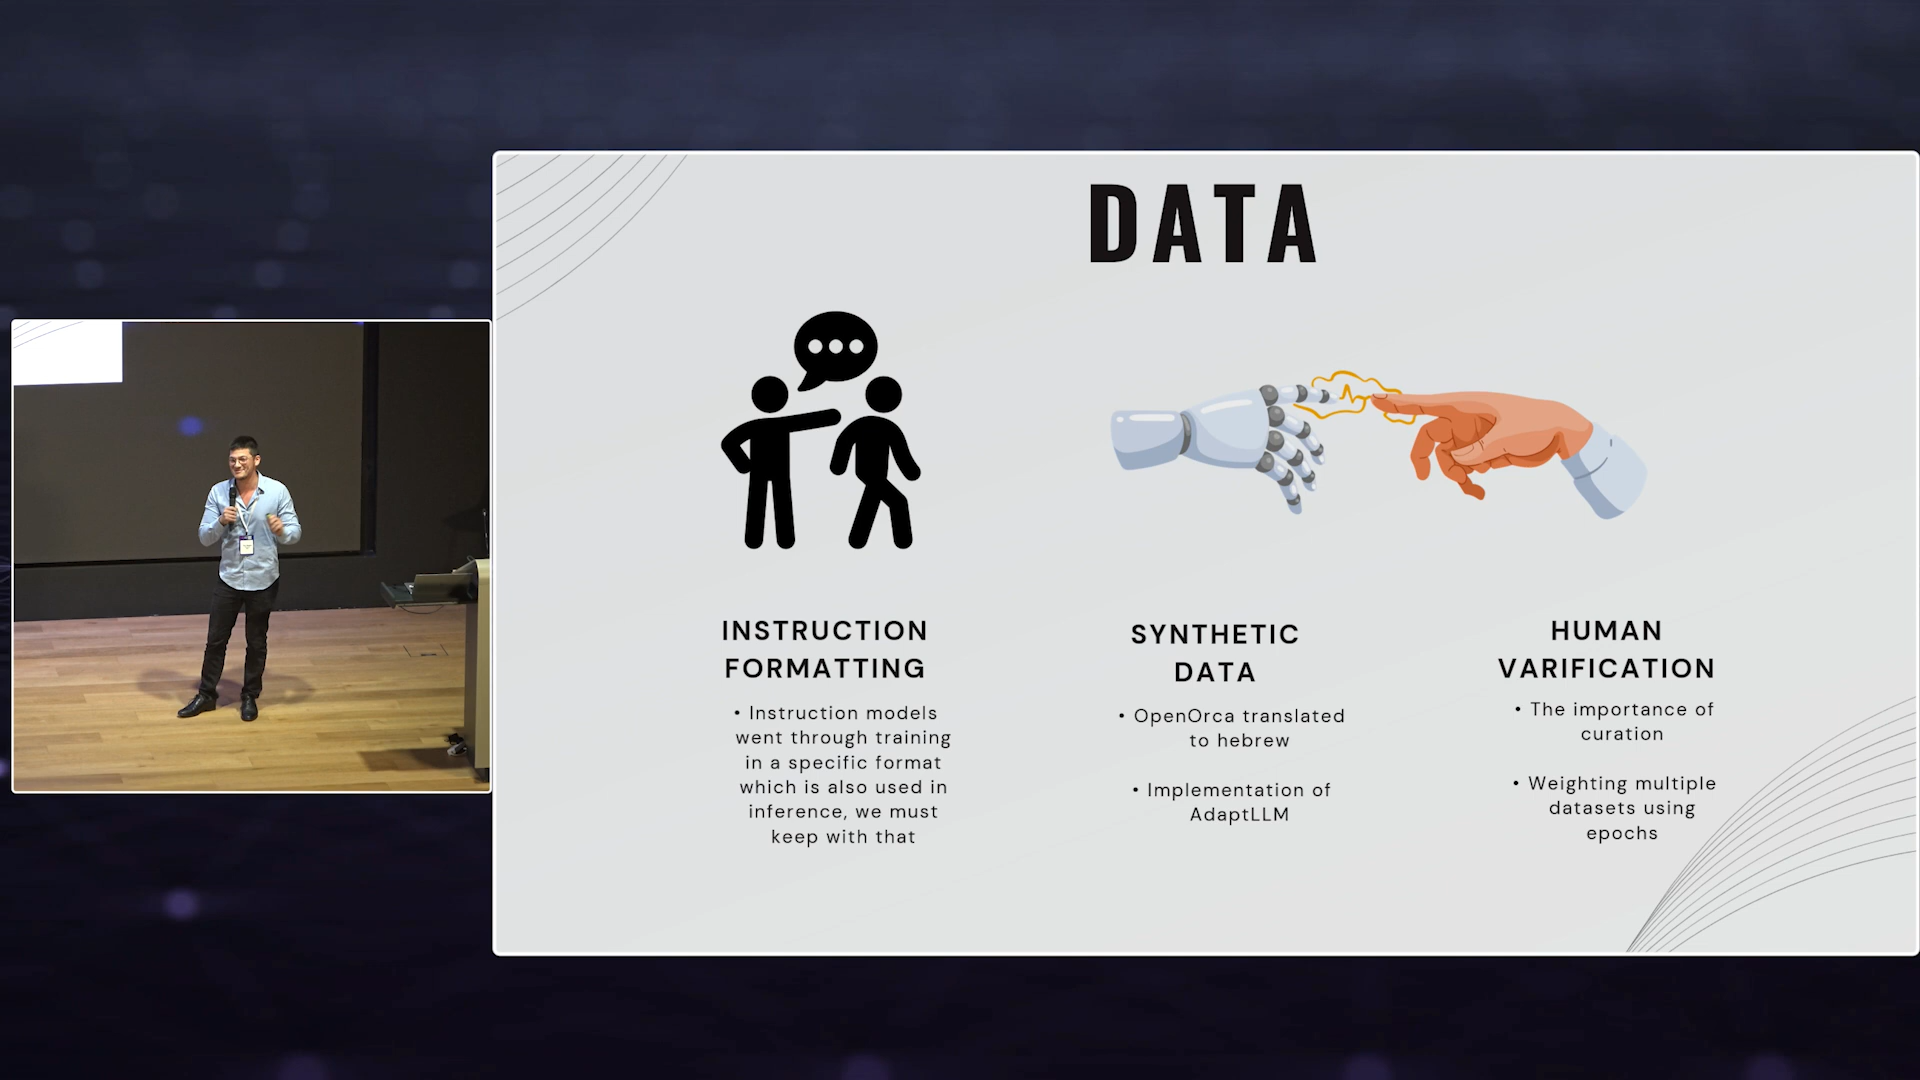 DATA
INSTRUCTION
FORMATTING
• Instruction models
went through training
in a specific format
which is also used in
inference, we must
keep with that
SYNTHETIC
DATA
• OpenOrca translated
to hebrew
• Implementation of
AdaptLLM
HUMAN
VARIFICATION
• The importance of
curation
• Weighting multiple
datasets using
epochs